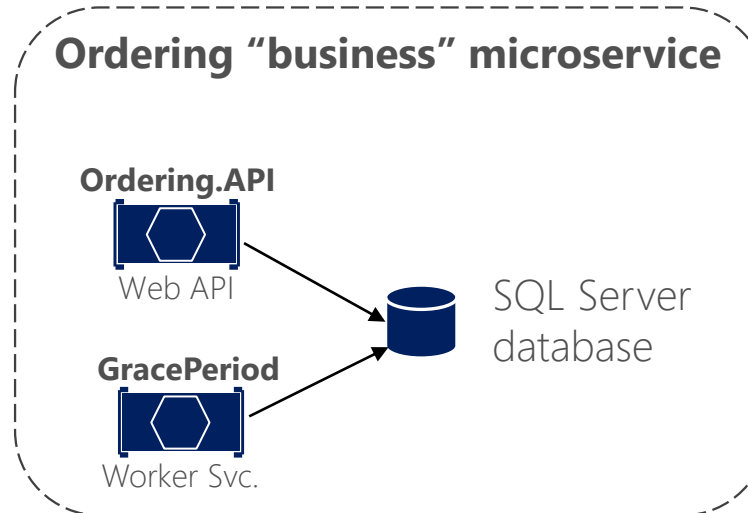 Ordering “business” microservice
Ordering.API
Web API
SQL Server
database
GracePeriod
Worker Svc.